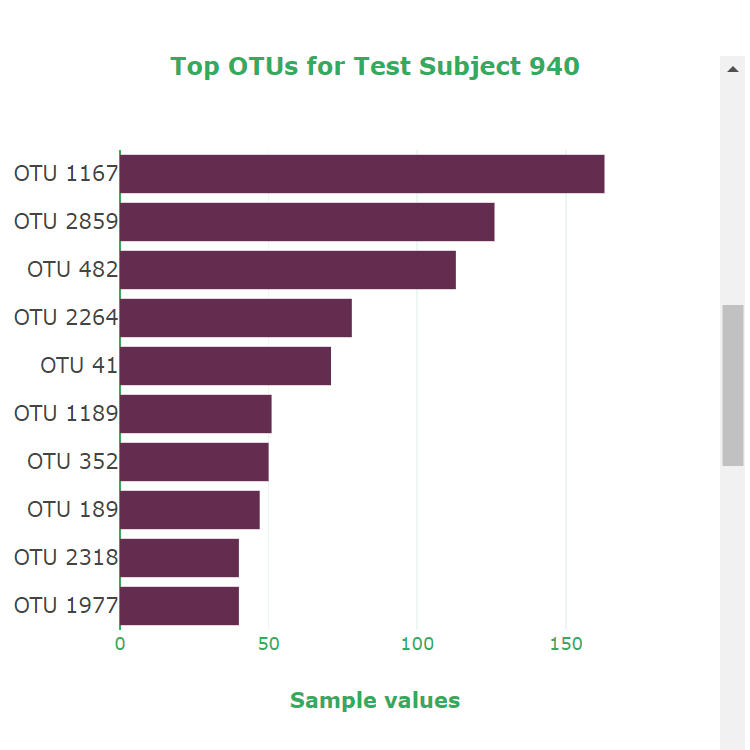 Top OTUs for Test Subject 940
OTU 1167
OTU 2859
OTU 482
OTU 2264
OTU 41
OTU 1189
OTU 352
OTU 189
OTU 2318
OTU 1977
0 50 100 150
Sample values